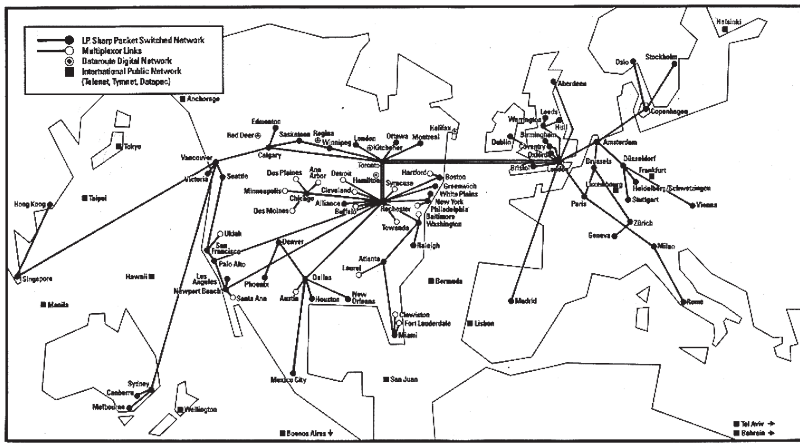 LP. Sharp Packet Switched Network
Multiplexor Links
Dataroute Digital Network
International Public Network
(Telenet, Tymnet, Datapac)
Helsinki
Oslo
Stockholm
Copenhagen
Aberdeen
Leeds
Warrington
Hull
Birmingham
Dublin
Coventry
Oxford
Bristol
London
Amsterdam
Brussels
Düsseldorf
Frankfurt
Luxembourg
Heidelberg/Schwetzingen
Stuttgart
Vienna
Paris
Zürich
Geneva
Milan
Rome
Madrid
Lisbon
Anchorage
Tokyo
Taipei
Hong Kong
Singapore
Manila
Hawaii
Edmonton
Red Deer
Saskatoon
Regina
Winnipeg
Calgary
London
Kitchener
Ottawa
Montreal
Halifax
Toronto
Hamilton
Vancouver
Victoria
Seattle
Des Plaines
Ann
Arbor
Detroit
Minneapolis
Chicago
Cleveland
Des Moines
Alliance
Buffalo
Syracuse
Rochester
Hartford
Boston
Greenwich
White Plains
New York
Philadelphia
Baltimore
Washington
Towanda
Raleigh
Ukiah
San
Francisco
Palo Alto
Los
Angeles
Newport Beach
Santa Ana
Denver
Phoenix
Dallas
Austin
Houston
New
Orleans
Laurel
Atlanta
Clewiston
Fort Lauderdale
Miami
Bermuda
Mexico City
San Juan
Sydney
Canberra
Melbourne
Wellington
Buenos Aires
Tel Aviv
Bahrain